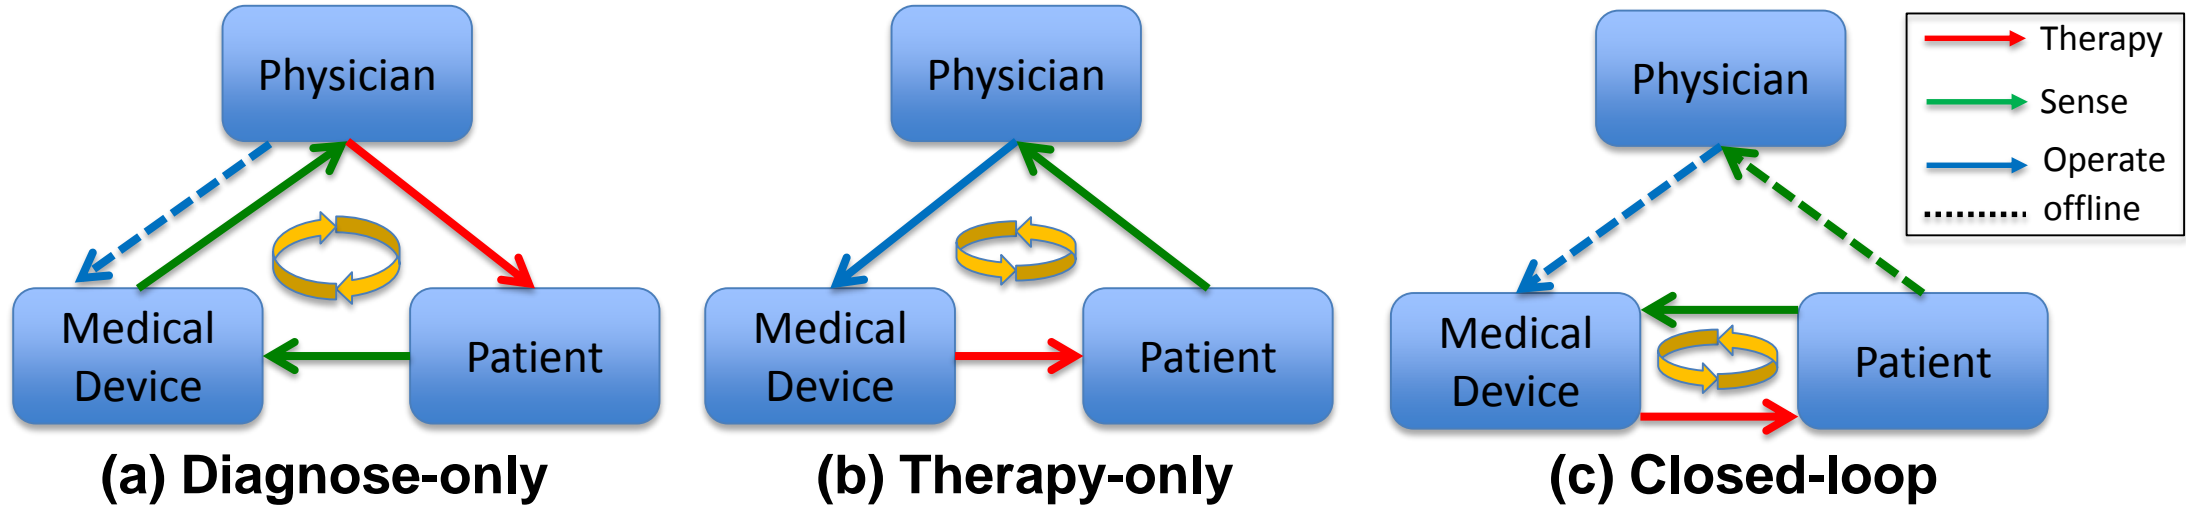 Physician
Medical
Device
Patient
(a) Diagnose-only
Physician
Medical
Device
Patient
(b) Therapy-only
Physician
Medical
Device
Patient
(c) Closed-loop
Therapy
Sense
Operate
offline